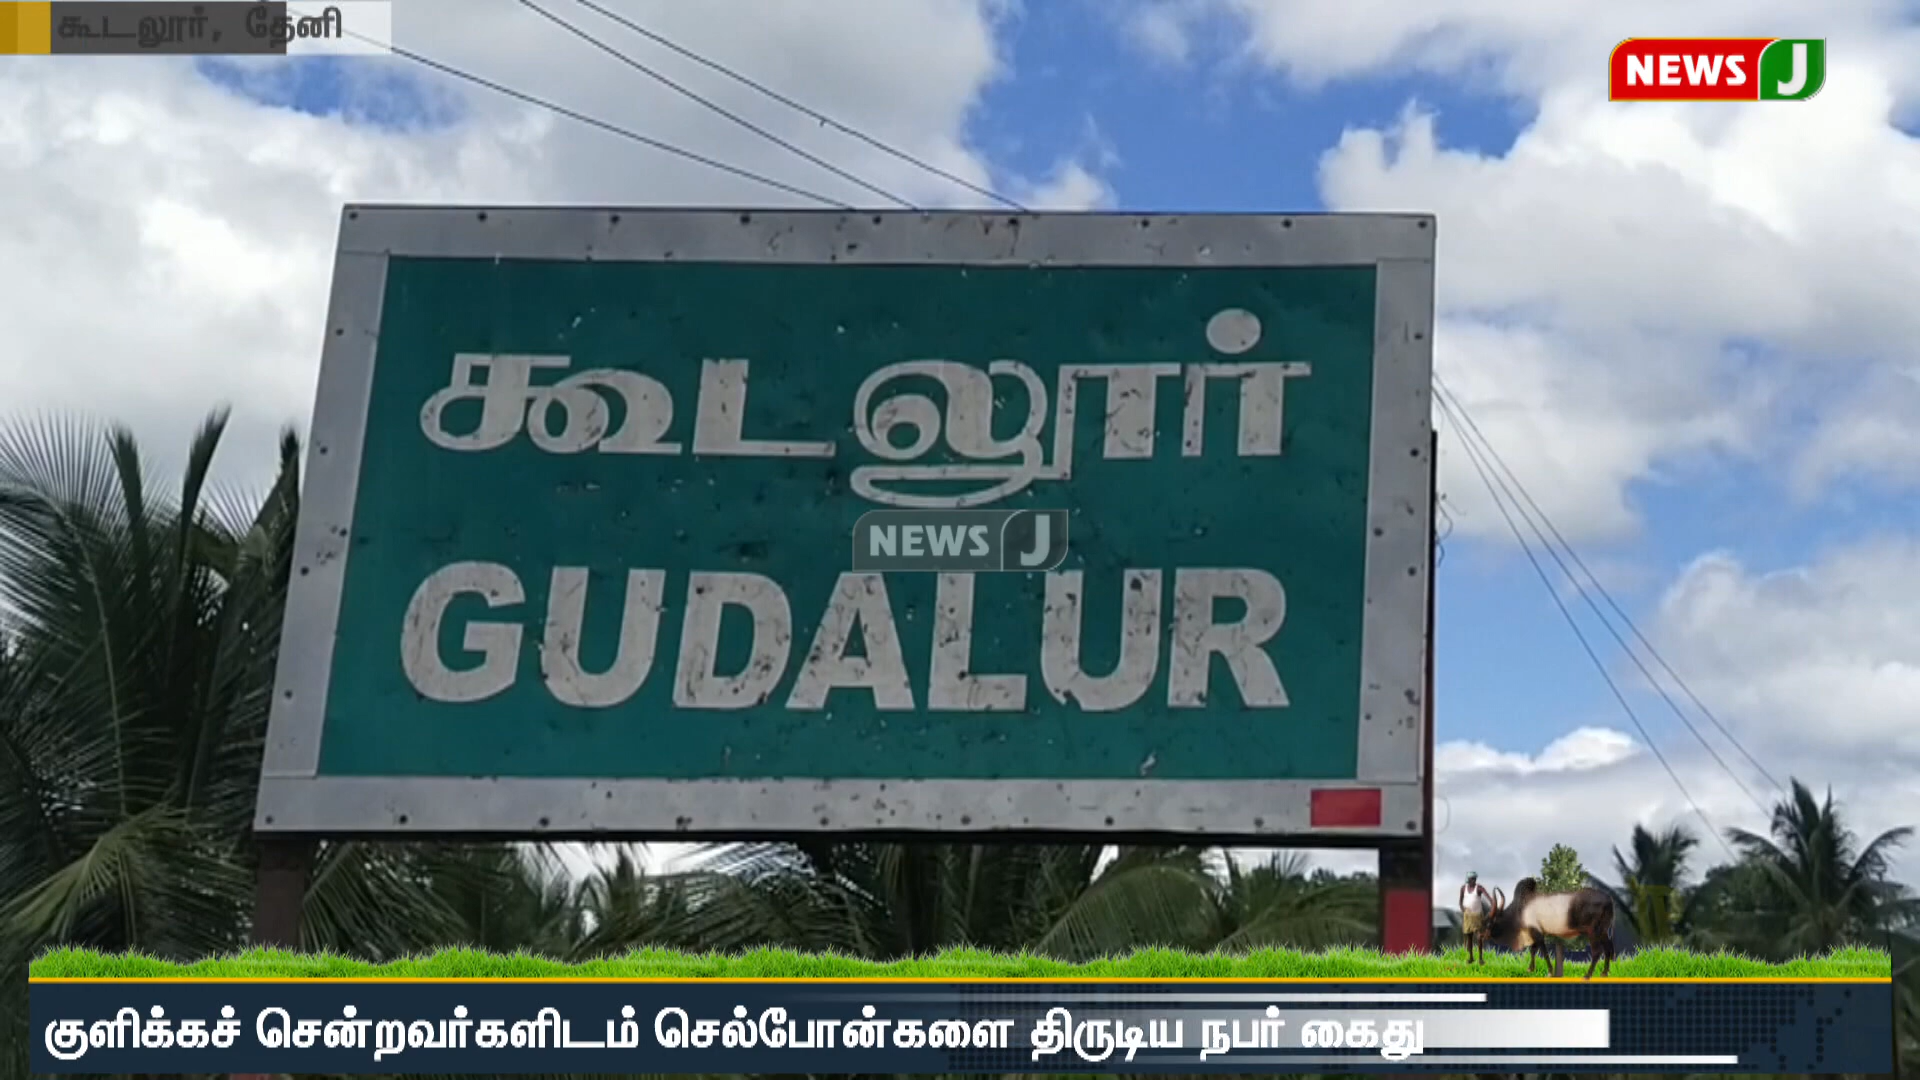 கூடலூர், தேனி
NEWS J
கூடலூர்
NEWS J
GUDALUR
குளிக்கச் சென்றவர்களிடம் செல்போன்களை திருடிய நபர் கைது